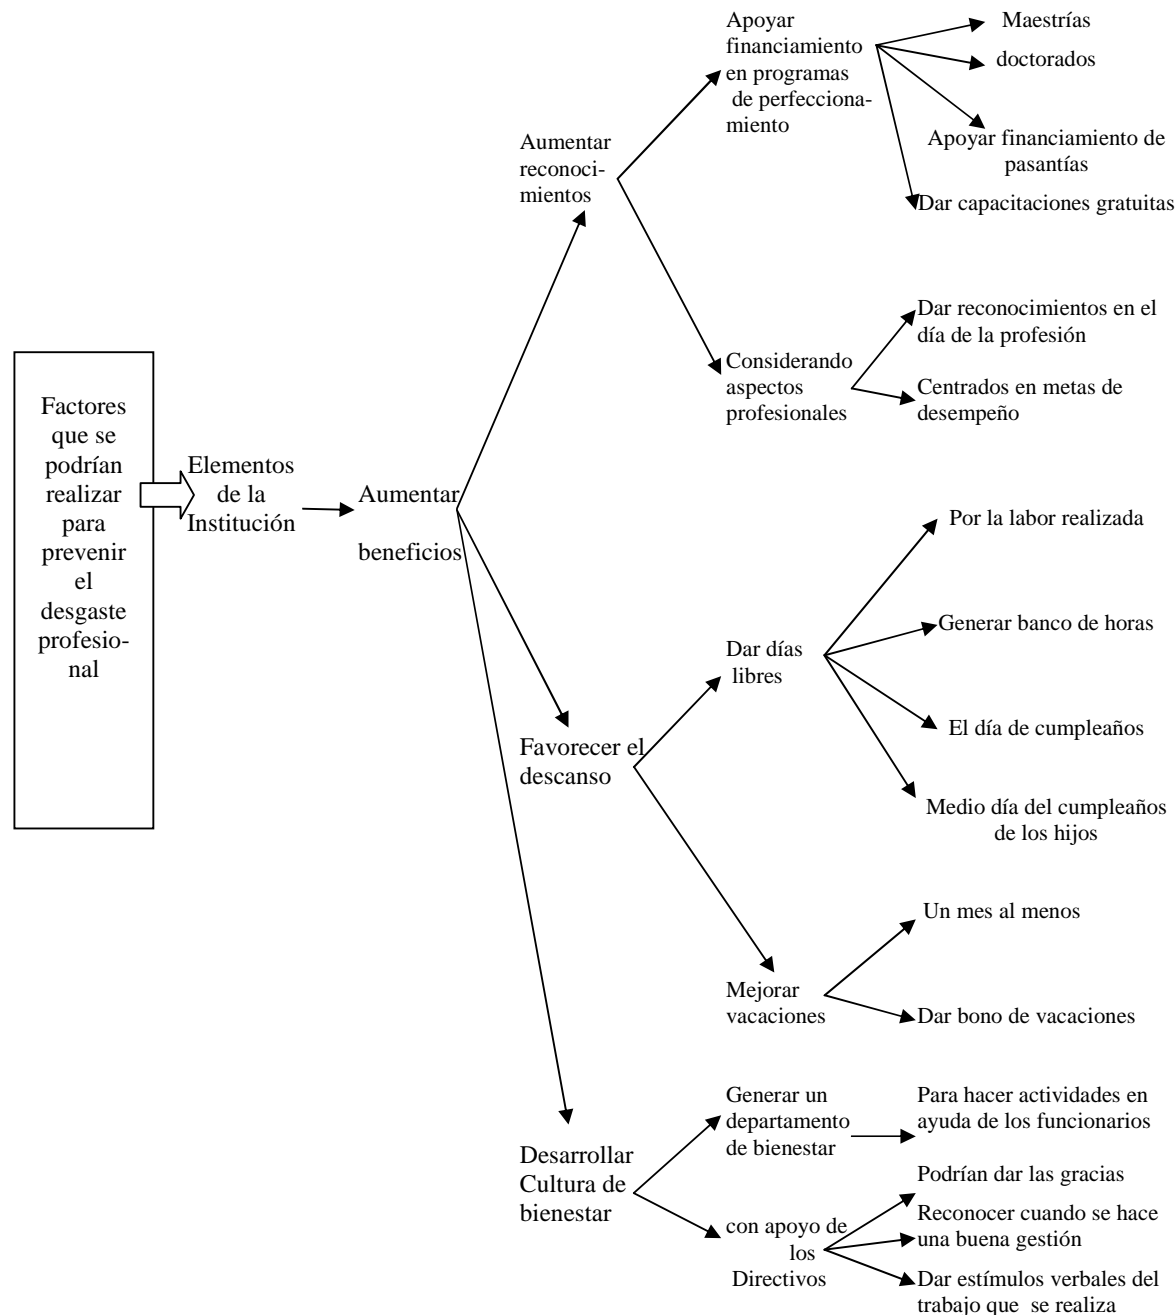 Factores
que se
podrían
realizar
para
prevenir
el
desgaste
profesio-
nal
Elementos
de la
Institución
Aumentar
beneficios
Aumentar
reconoci-
mientos
Apoyar
financiamiento
en programas
de perfecciona-
miento
Maestrías
doctorados
Apoyar financiamiento de
pasantías
Dar capacitaciones gratuitas
Considerando
aspectos
profesionales
Dar reconocimientos en el
día de la profesión
Centrados en metas de
desempeño
Favorecer el
descanso
Dar días
libres
Por la labor realizada
Generar banco de horas
El día de cumpleaños
Medio día del cumpleaños
de los hijos
Mejorar
vacaciones
Un mes al menos
Dar bono de vacaciones
Desarrollar
Cultura de
bienestar
Generar un
departamento
de bienestar
Para hacer actividades en
ayuda de los funcionarios
con apoyo de
los
Directivos
Podrían dar las gracias
Reconocer cuando se hace
una buena gestión
Dar estímulos verbales del
trabajo que se realiza